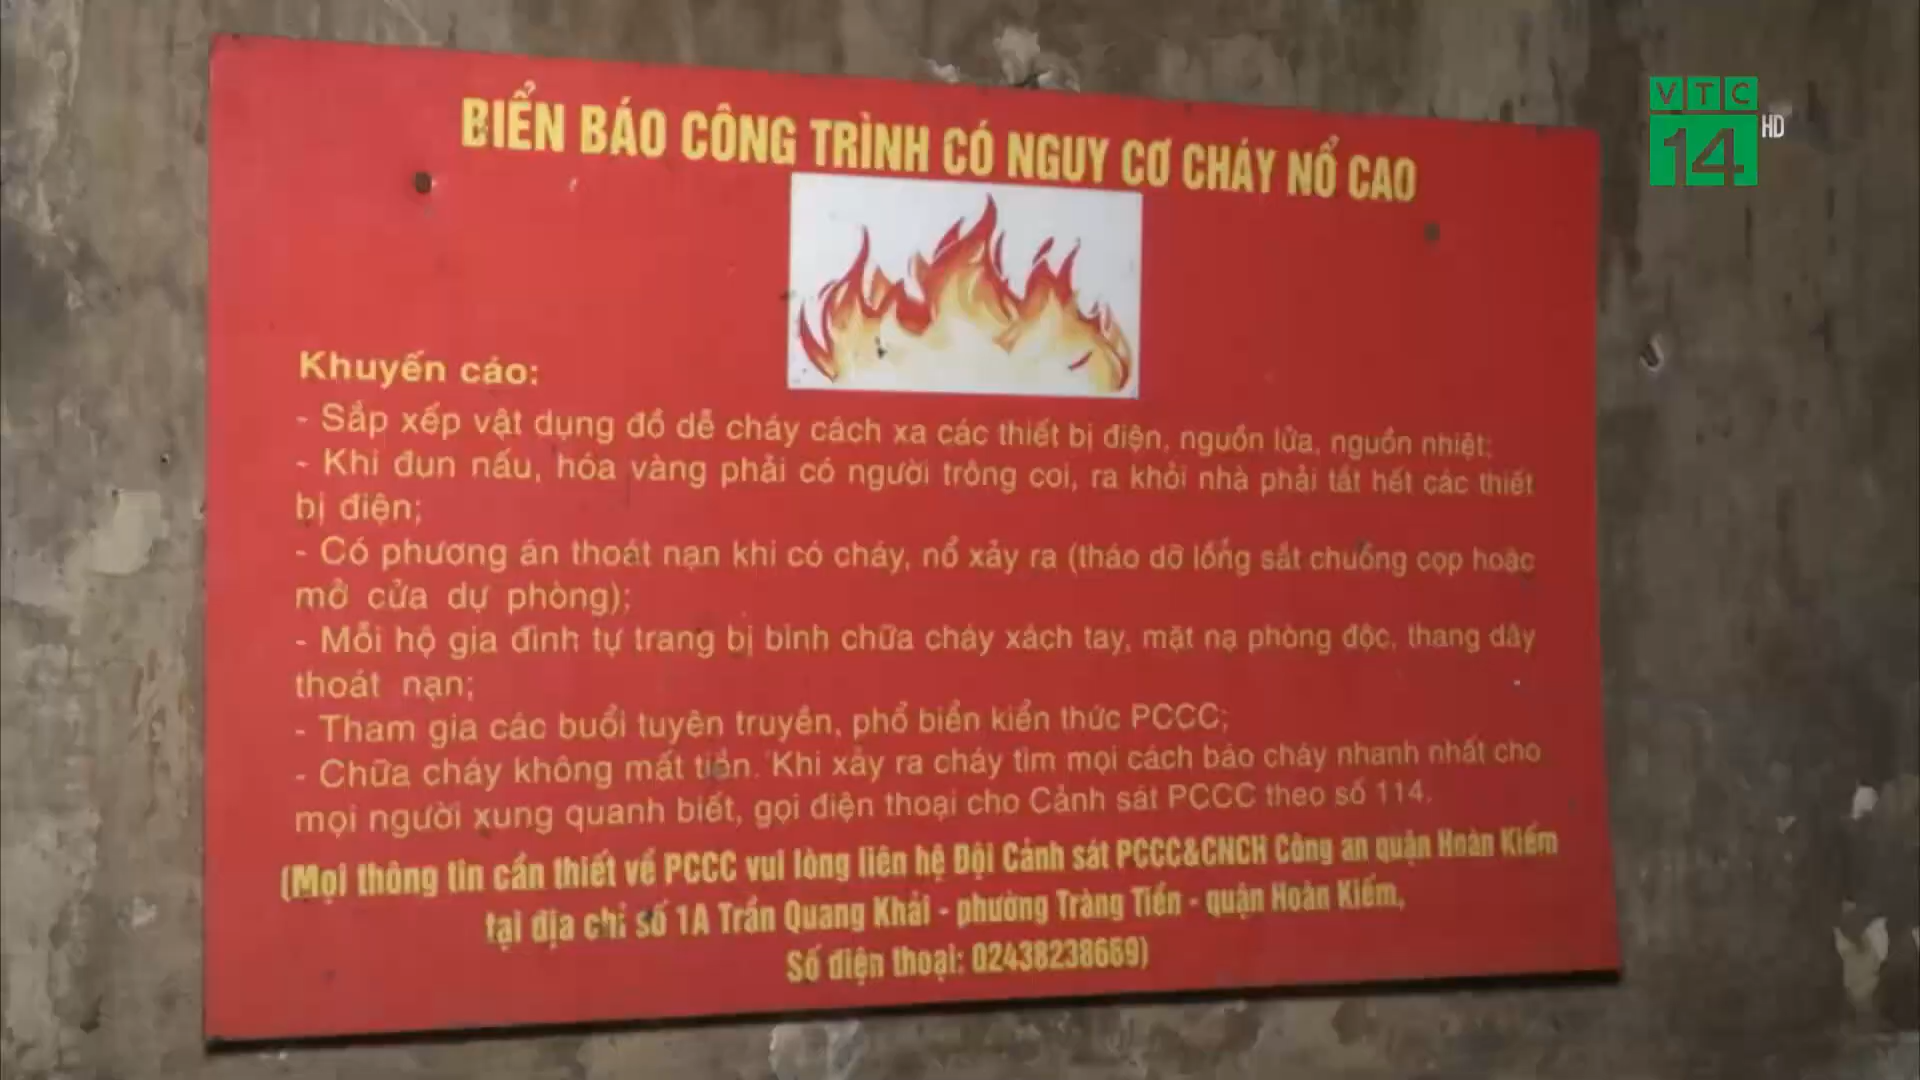 VTC
14 HD
BIỂN BÁO CÔNG TRÌNH CÓ NGUY CƠ CHÁY NỔ CAO
Khuyến cáo:
- Sắp xếp vật dụng đồ dễ cháy cách xa các thiết bị điện, nguồn lửa, nguồn nhiệt;
- Khi đun nấu, hóa vàng phải có người trông coi, ra khỏi nhà phải tắt hết các thiết
bị điện;
- Có phương án thoát nạn khi có cháy, nổ xảy ra (tháo dỡ lồng sắt chuồng cọp hoặc
mở cửa dự phòng);
- Mỗi hộ gia đình tự trang bị bình chữa cháy xách tay, mặt nạ phòng độc, thang dây
thoát nạn;
- Tham gia các buổi tuyên truyền, phổ biến kiến thức PCCC;
- Chữa cháy không mất tiền. Khi xảy ra cháy tìm mọi cách báo cháy nhanh nhất cho
mọi người xung quanh biết, gọi điện thoại cho Cảnh sát PCCC theo số 114.
(Mọi thông tin cần thiết về PCCC vui lòng liên hệ Đội Cảnh sát PCCC&CNCH Công an quận Hoàn Kiếm
tại địa chỉ số 1A Trần Quang Khải - phường Tràng Tiền - quận Hoàn Kiếm,
Số điện thoại: 02438238669)